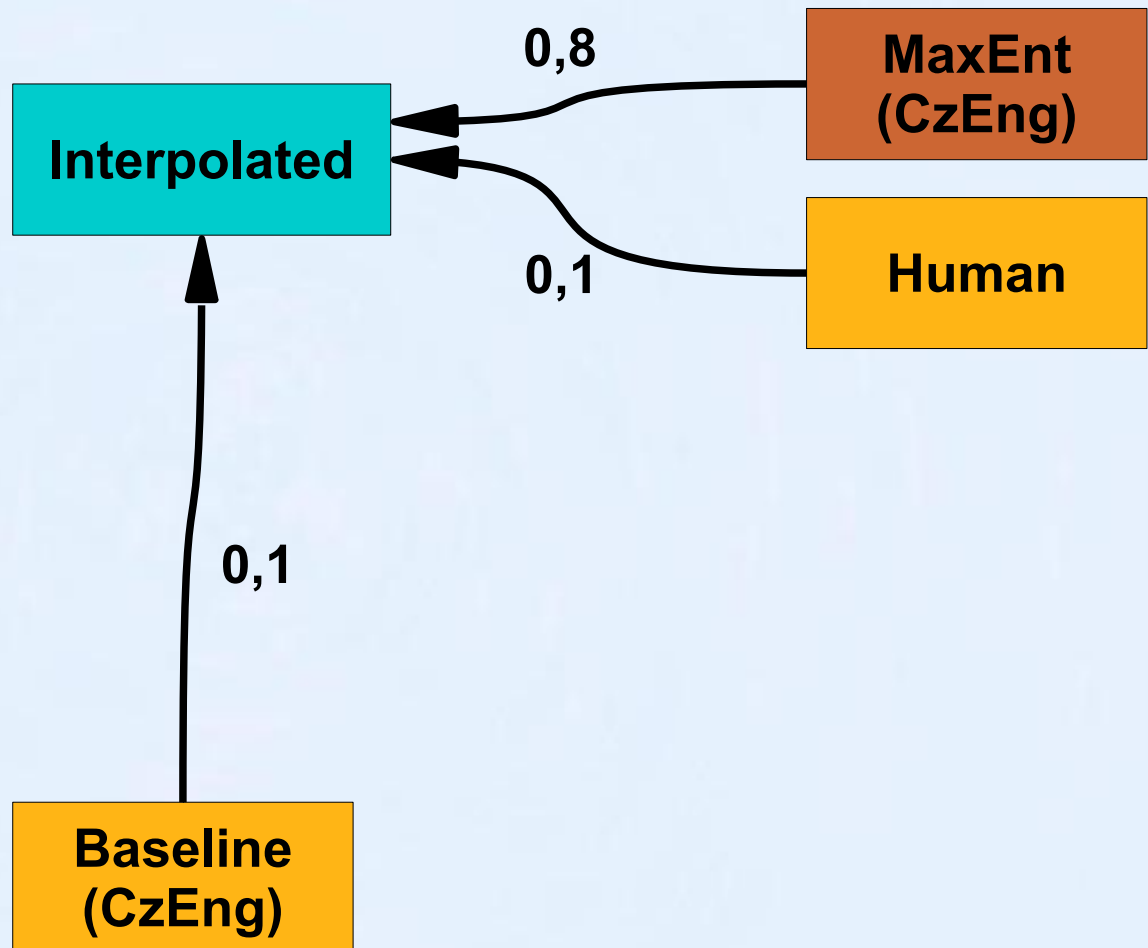 0,8
MaxEnt
(CzEng)
Interpolated
0,1
Human
0,1
Baseline
(CzEng)